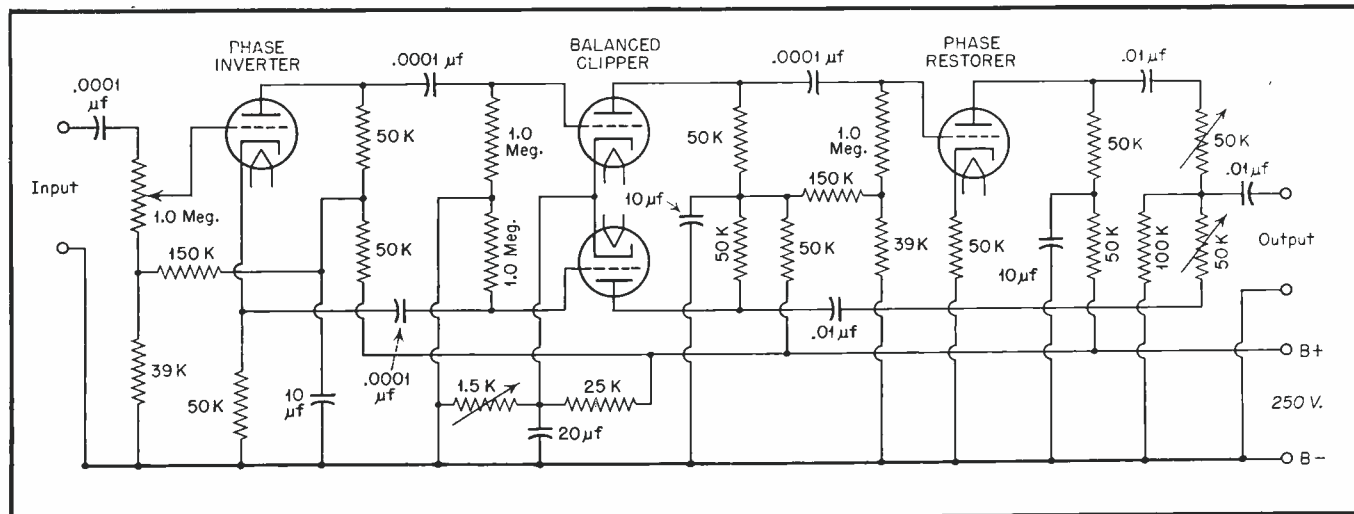 PHASE
INVERTER
BALANCED
CLIPPER
PHASE
RESTORER
.0001
µf
.0001 µf
.0001 µf
.01 µf
50 K
1.0
Meg.
50 K
1.0
Meg.
50 K
50 K
.01 µf
Input
1.0 Meg.
150 K
10 µf
150 K
50 K
1.0 Meg.
50 K
50 K
39 K
50 K
10 µf
50 K
100 K
50 K
Output
.01 µf
39 K
50 K
10
µf
.0001
µf
1.5 K
25 K
20 µf
B+
250 V.
B-